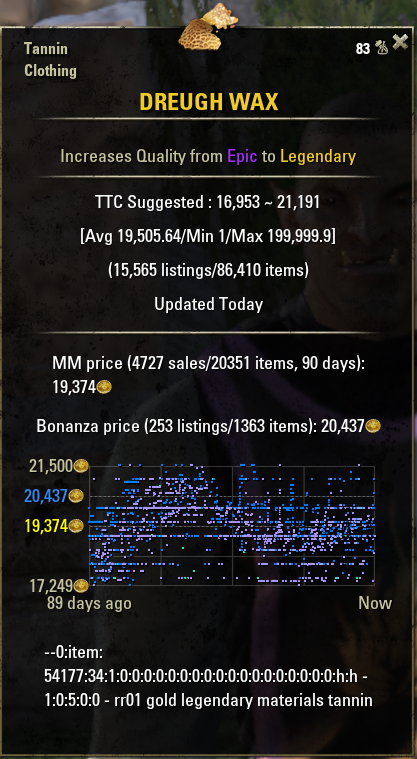 Tannin
83
Clothing
DREUGH WAX
Increases Quality from Epic to Legendary
TTC Suggested : 16,953 ~ 21,191
[Avg 19,505.64/Min 1/Max 199,999.9]
(15,565 listings/86,410 items)
Updated Today
MM price (4727 sales/20351 items, 90 days):
19,374
Bonanza price (253 listings/1363 items): 20,437
21,500
20,437
19,374
17,249
89 days ago
Now
--0:item:
54177:34:1:0:0:0:0:0:0:0:0:0:0:0:0:0:0:0:0:0:0:h:h -
1:0:5:0:0 - rr01 gold legendary materials tannin